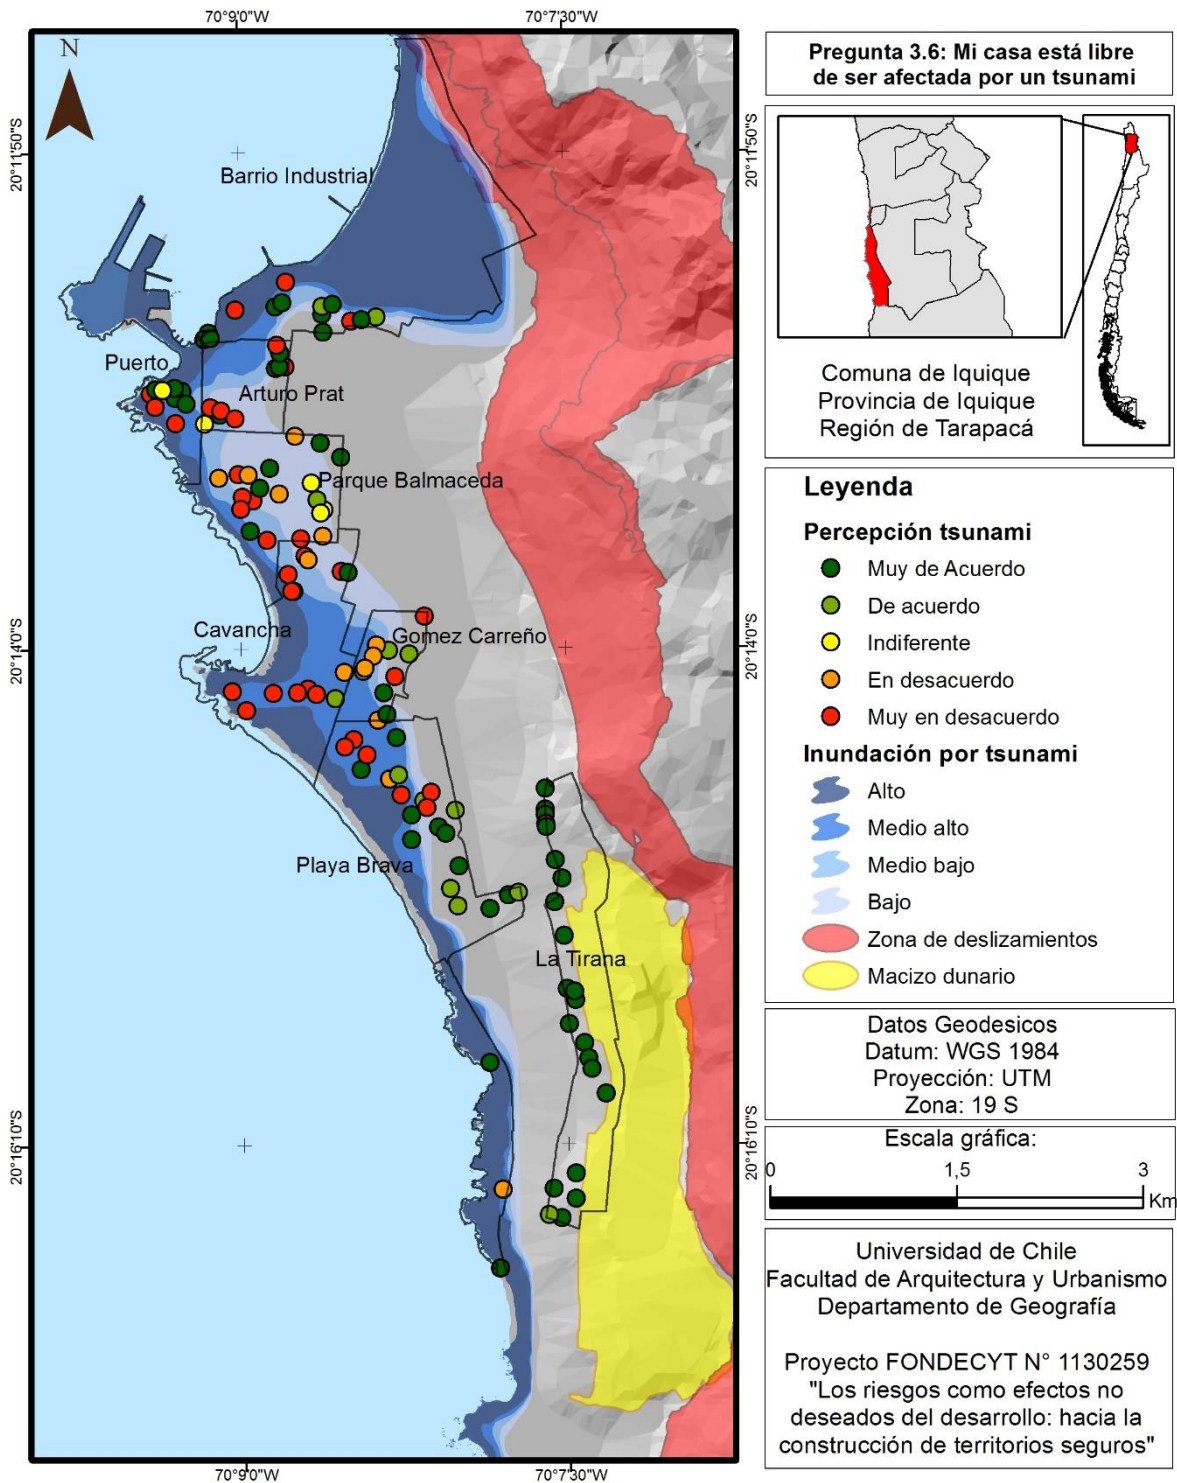 70°9'0"W
70°7'30"W
N
20°11'50"S
20°11'50"S
Barrio Industrial
Puerto
Arturo Prat
Parque Balmaceda
Cavancha
Gomez Carreño
20°14'0"S
20°14'0"S
Playa Brava
La Tirana
20°16'10"S
20°16'10"S
70°9'0"W
70°7'30"W
Pregunta 3.6: Mi casa está libre
de ser afectada por un tsunami
Comuna de Iquique
Provincia de Iquique
Región de Tarapacá
Leyenda
Percepción tsunami
Muy de Acuerdo
De acuerdo
Indiferente
En desacuerdo
Muy en desacuerdo
Inundación por tsunami
Alto
Medio alto
Medio bajo
Bajo
Zona de deslizamientos
Macizo dunario
Datos Geodesicos
Datum: WGS 1984
Proyección: UTM
Zona: 19 S
Escala gráfica:
0 1,5 3
Km
Universidad de Chile
Facultad de Arquitectura y Urbanismo
Departamento de Geografía
Proyecto FONDECYT N° 1130259
"Los riesgos como efectos no
deseados del desarrollo: hacia la
construcción de territorios seguros"